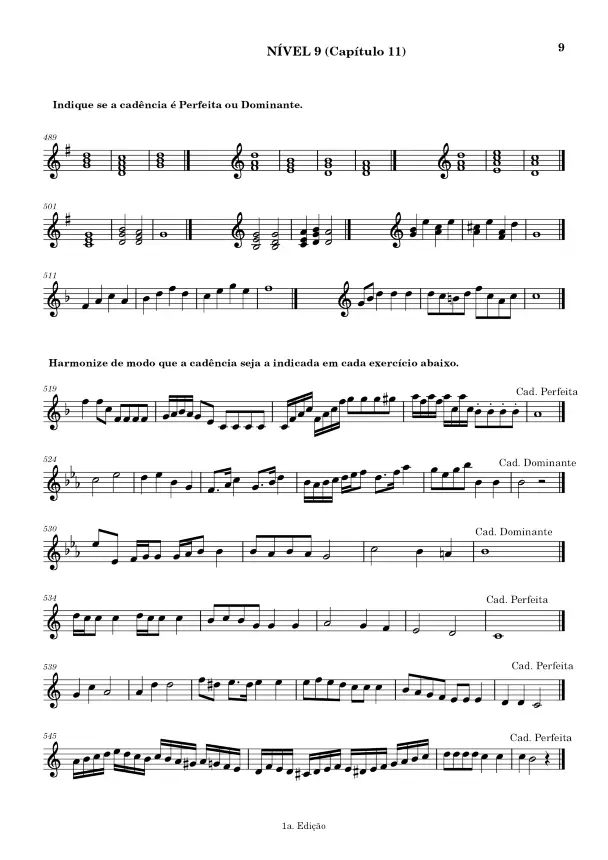 NÍVEL 9 (Capítulo 11)
9
Indique se a cadência é Perfeita ou Dominante.
489
501
511
Harmonize de modo que a cadência seja a indicada em cada exercício abaixo.
519
Cad. Perfeita
524
Cad. Dominante
530
Cad. Dominante
534
Cad. Perfeita
539
Cad. Perfeita
545
Cad. Perfeita
1a. Edição